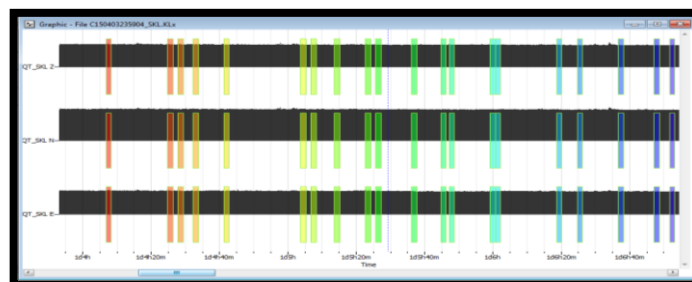 Graphic - File C150403235904_SKL.KLx
QT_SKL Z
QT_SKL N
QT_SKL E
1d4h 1d4h20m 1d4h40m 1d5h 1d5h20m 1d5h40m 1d6h 1d6h20m 1d6h40m
Time